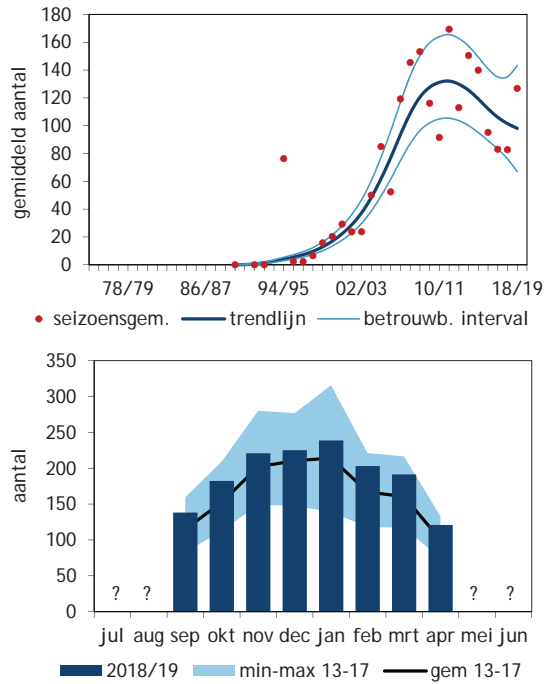 gemiddeld aantal
180
160
140
120
100
80
60
40
20
0
78/79 86/87 94/95 02/03 10/11 18/19
seizoensgem. trendlijn betrouwb. interval
aantal
350
300
250
200
150
100
50
0
? ? ? ?
jul aug sep okt nov dec jan feb mrt apr mei jun
2018/19 min-max 13-17 gem 13-17